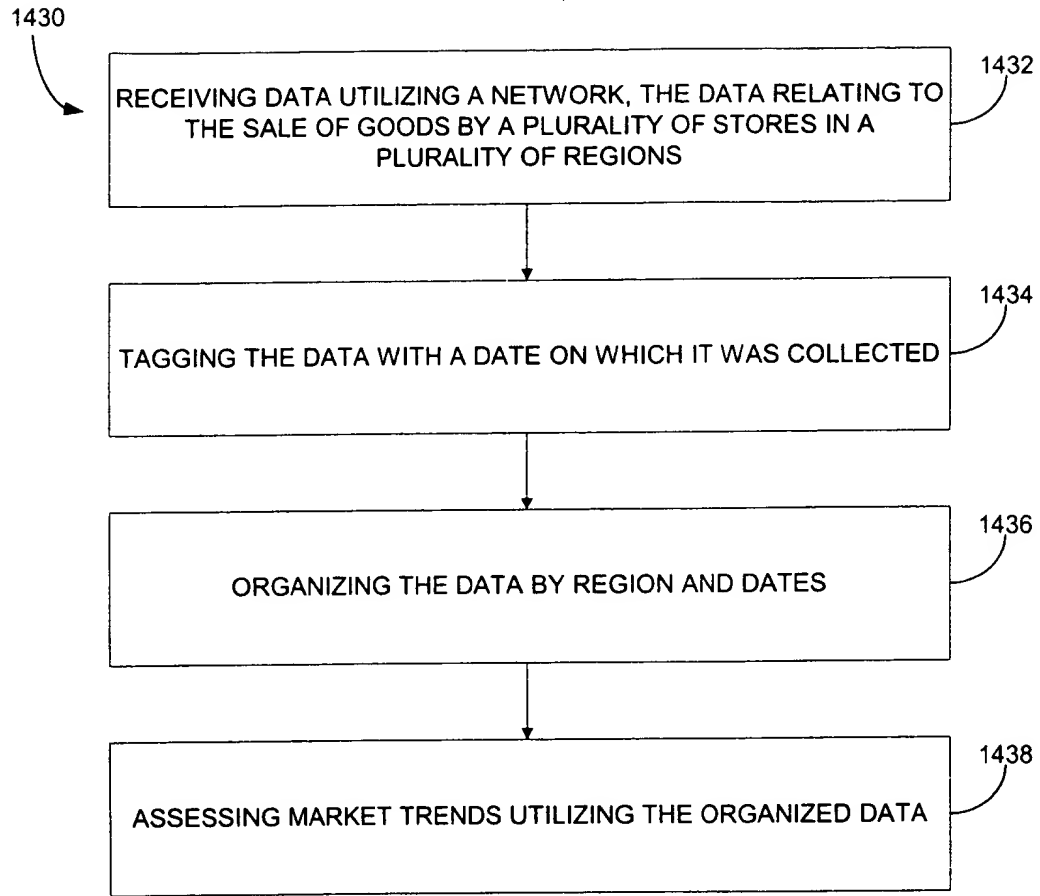 1430
1432
RECEIVING DATA UTILIZING A NETWORK, THE DATA RELATING TO
THE SALE OF GOODS BY A PLURALITY OF STORES IN A
PLURALITY OF REGIONS
1434
TAGGING THE DATA WITH A DATE ON WHICH IT WAS COLLECTED
1436
ORGANIZING THE DATA BY REGION AND DATES
1438
ASSESSING MARKET TRENDS UTILIZING THE ORGANIZED DATA